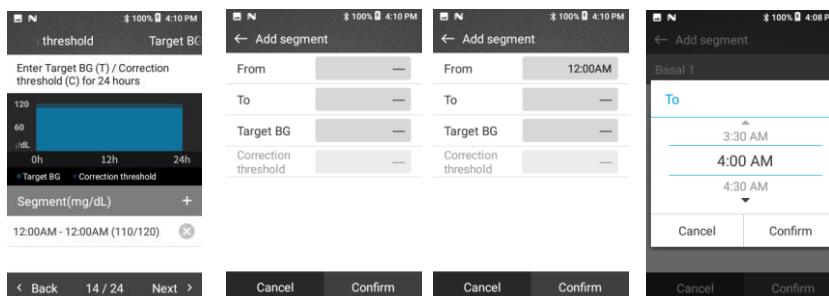 100% 4:10 PM
threshold Target BG
Enter Target BG (T) / Correction
threshold (C) for 24 hours
120
60
/dL
0h 12h 24h
Target BG Correction threshold
Segment(mg/dL) +
12:00AM - 12:00AM (110/120)
< Back 14 / 24 Next >
100% 4:10 PM
← Add segment
From ---
To ---
Target BG ---
Correction
threshold ---
Cancel Confirm
100% 4:10 PM
← Add segment
From 12:00AM
To ---
Target BG ---
Correction
threshold ---
Cancel Confirm
100% 4:08 P
← Add segment
Basal 1
To
3:30 AM
4:00 AM
4:30 AM
Cancel Confirm
Cancel Confirm